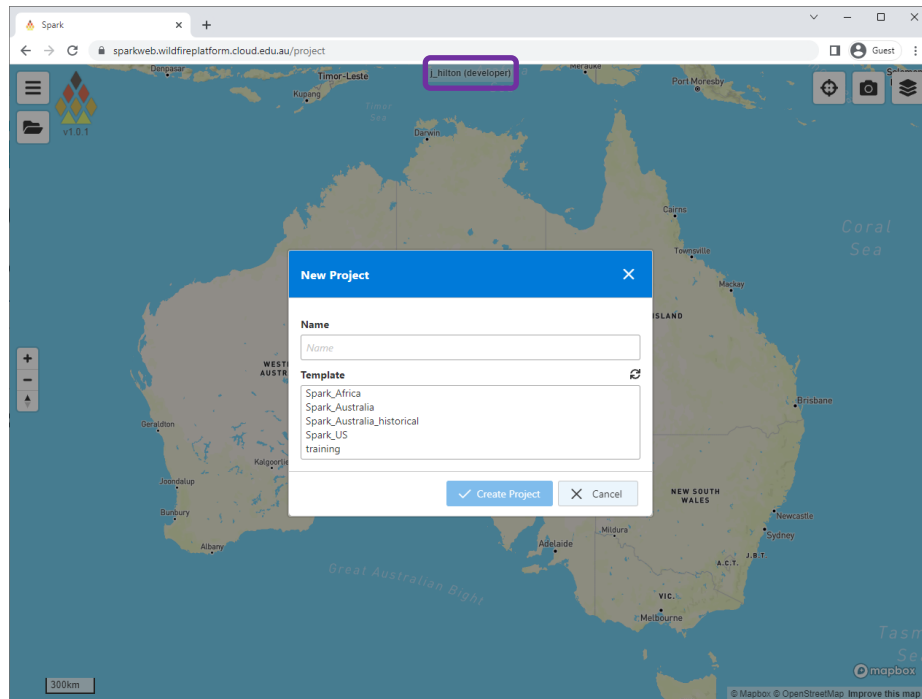 Spark
sparkweb.wildfireplatform.cloud.edu.au/project
Guest
Denpasar
Timor-Leste
j_hilton (developer)
Merauke
Port Moresby
Kupang
Timor
Sea
v1.0.1
Darwin
Cairns
Coral
Sea
Townsville
Mackay
New Project
ISLAND
Name
Name
WEST
AUSTR
Template
Spark_Africa
Spark_Australia
Spark_Australia_historical
Spark_US
training
Brisbane
Geraldton
Kalgoorlie
Joondalup
Create Project
Cancel
NEW SOUTH
WALES
Bunbury
Newcastle
Mildura
Sydney
Albany
Adelaide
J.B.T.
A.C.T.
Great Australian Bight
VIC.
Melbourne
Tasm
Se
mapbox
300km
© Mapbox © OpenStreetMap Improve this map